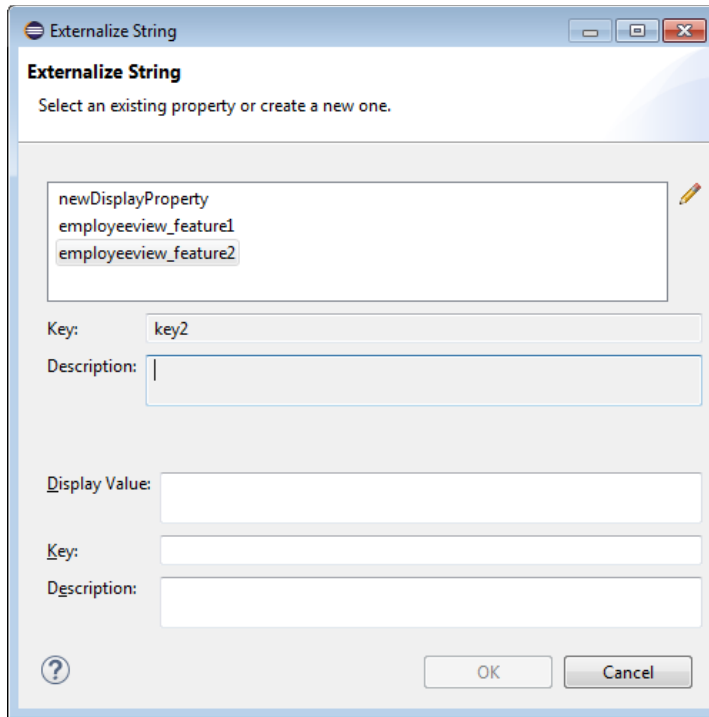 Externalize String
Externalize String
Select an existing property or create a new one.
newDisplayProperty
employeeview_feature1
employeeview_feature2
Key: key2
Description:
Display Value:
Key:
Description:
OK Cancel